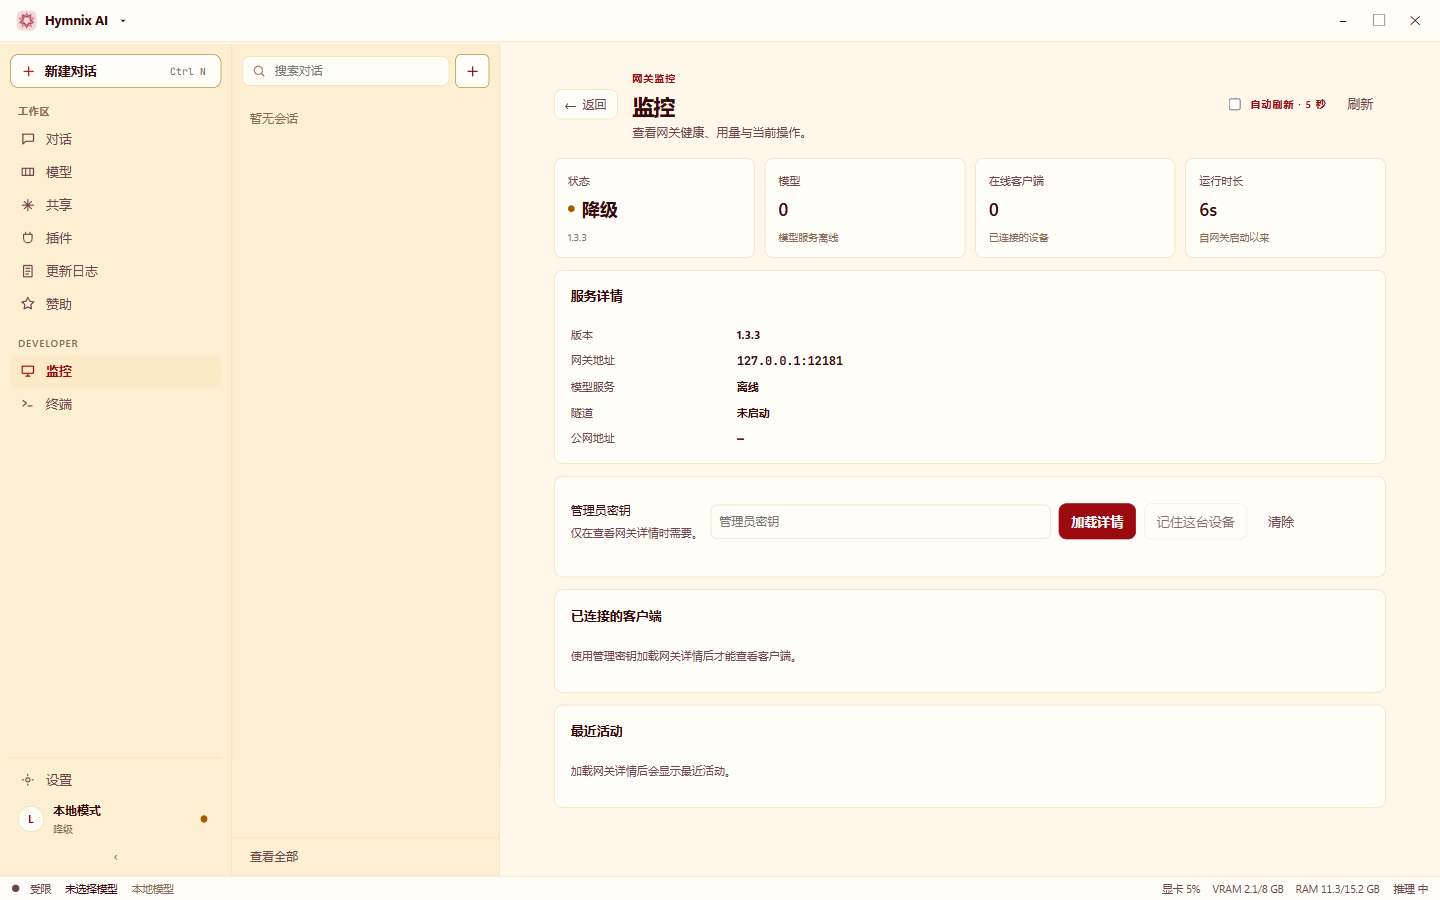 Hymnix AI
新建对话 Ctrl N
工作区
对话
模型
共享
插件
更新日志
赞助
DEVELOPER
监控
终端
设置
L
本地模式
降级
搜索对话
暂无会话
查看全部
返回
网关监控
监控
查看网关健康、用量与当前操作。
自动刷新 · 5 秒
刷新
状态
降级
1.3.3
模型
0
模型服务离线
在线客户端
0
已连接的设备
运行时长
6s
自网关启动以来
服务详情
版本 1.3.3
网关地址 127.0.0.1:12181
模型服务 离线
隧道 未启动
公网地址 —
管理员密钥
仅在查看网关详情时需要。
管理员密钥
加载详情
记住这台设备
清除
已连接的客户端
使用管理密钥加载网关详情后才能查看客户端。
最近活动
加载网关详情后会显示最近活动。
受限 未选择模型 本地模型
显卡 5% VRAM 2.1/8 GB RAM 11.3/15.2 GB 推理 中